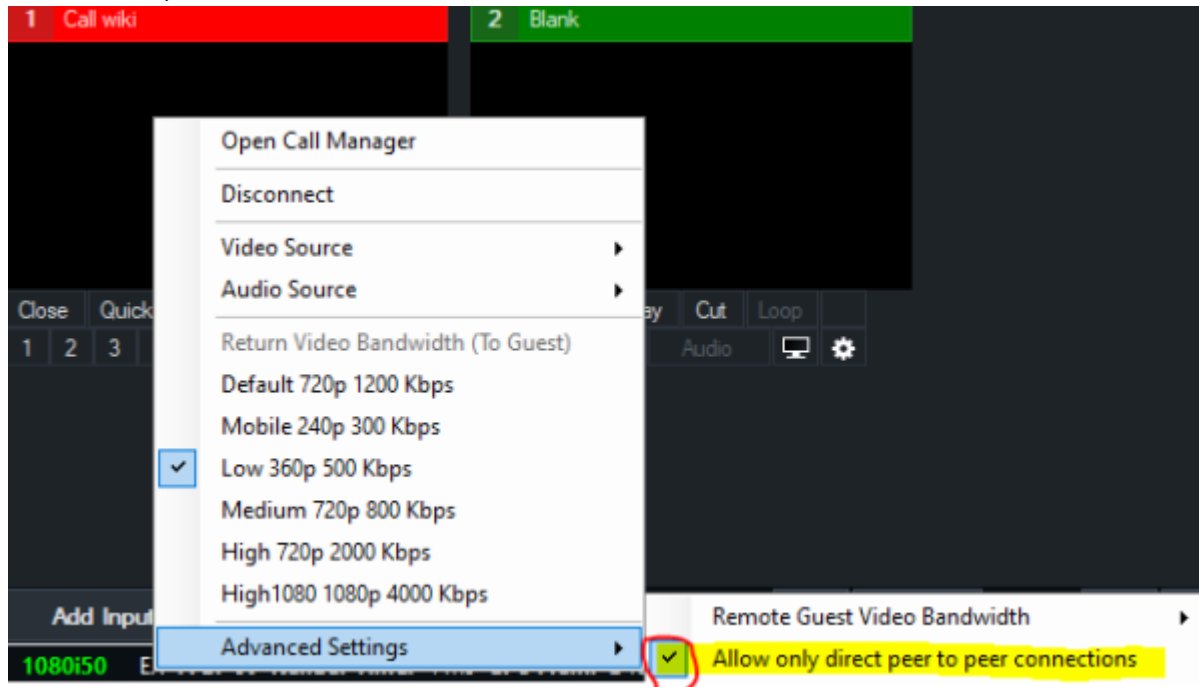 1 Call wiki 2 Blank
Open Call Manager
Disconnect
Video Source
Audio Source
Close Quick Cut Loop
1 2 3 Audio
Return Video Bandwidth (To Guest)
Default 720p 1200 Kbps
Mobile 240p 300 Kbps
Low 360p 500 Kbps
Medium 720p 800 Kbps
High 720p 2000 Kbps
High1080 1080p 4000 Kbps
Add Input
Advanced Settings
Remote Guest Video Bandwidth
Allow only direct peer to peer connections
1080i50